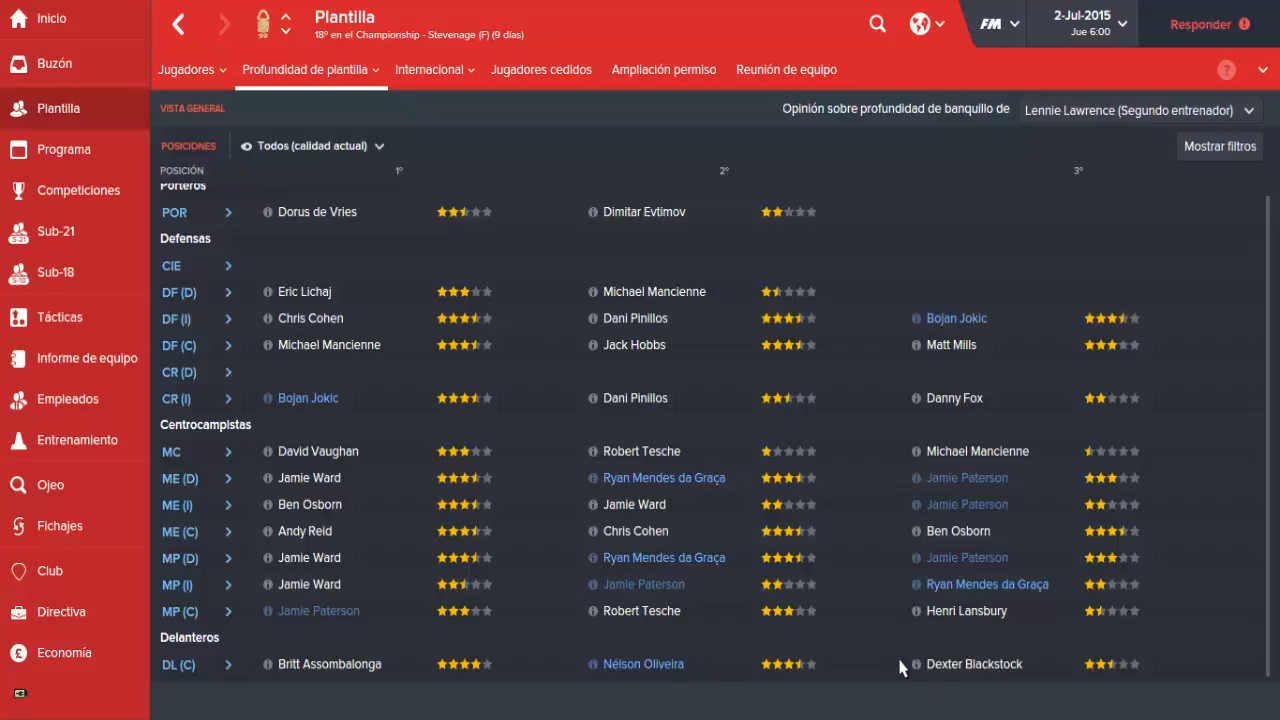 Inicio
Buzón
Plantilla
Programa
Competiciones
Sub-21
Sub-18
Tácticas
Informe de equipo
Empleados
Entrenamiento
Ojeo
Fichajes
Club
Directiva
Economía
Plantilla
18º en el Championship - Stevenage (F) (9 días)
FM
2-Jul-2015
Jue 6:00
Responder
Jugadores Profundidad de plantilla Internacional Jugadores cedidos Ampliación permiso Reunión de equipo
VISTA GENERAL Opinión sobre profundidad de banquillo de Lennie Lawrence (Segundo entrenador)
POSICIONES Todos (calidad actual) Mostrar filtros
POSICIÓN 1º 2º 3º
Porteros
POR Dorus de Vries Dimitar Evtimov
Defensas
CIE
DF (D) Eric Lichaj Michael Mancienne
DF (I) Chris Cohen Dani Pinillos Bojan Jokic
DF (C) Michael Mancienne Jack Hobbs Matt Mills
CR (D)
CR (I) Bojan Jokic Dani Pinillos Danny Fox
Centrocampistas
MC David Vaughan Robert Tesche Michael Mancienne
ME (D) Jamie Ward Ryan Mendes da Graça Jamie Paterson
ME (I) Ben Osborn Jamie Ward Jamie Paterson
ME (C) Andy Reid Chris Cohen Ben Osborn
MP (D) Jamie Ward Ryan Mendes da Graça Jamie Paterson
MP (I) Jamie Ward Jamie Paterson Ryan Mendes da Graça
MP (C) Jamie Paterson Robert Tesche Henri Lansbury
Delanteros
DL (C) Britt Assombalonga Nélson Oliveira Dexter Blackstock